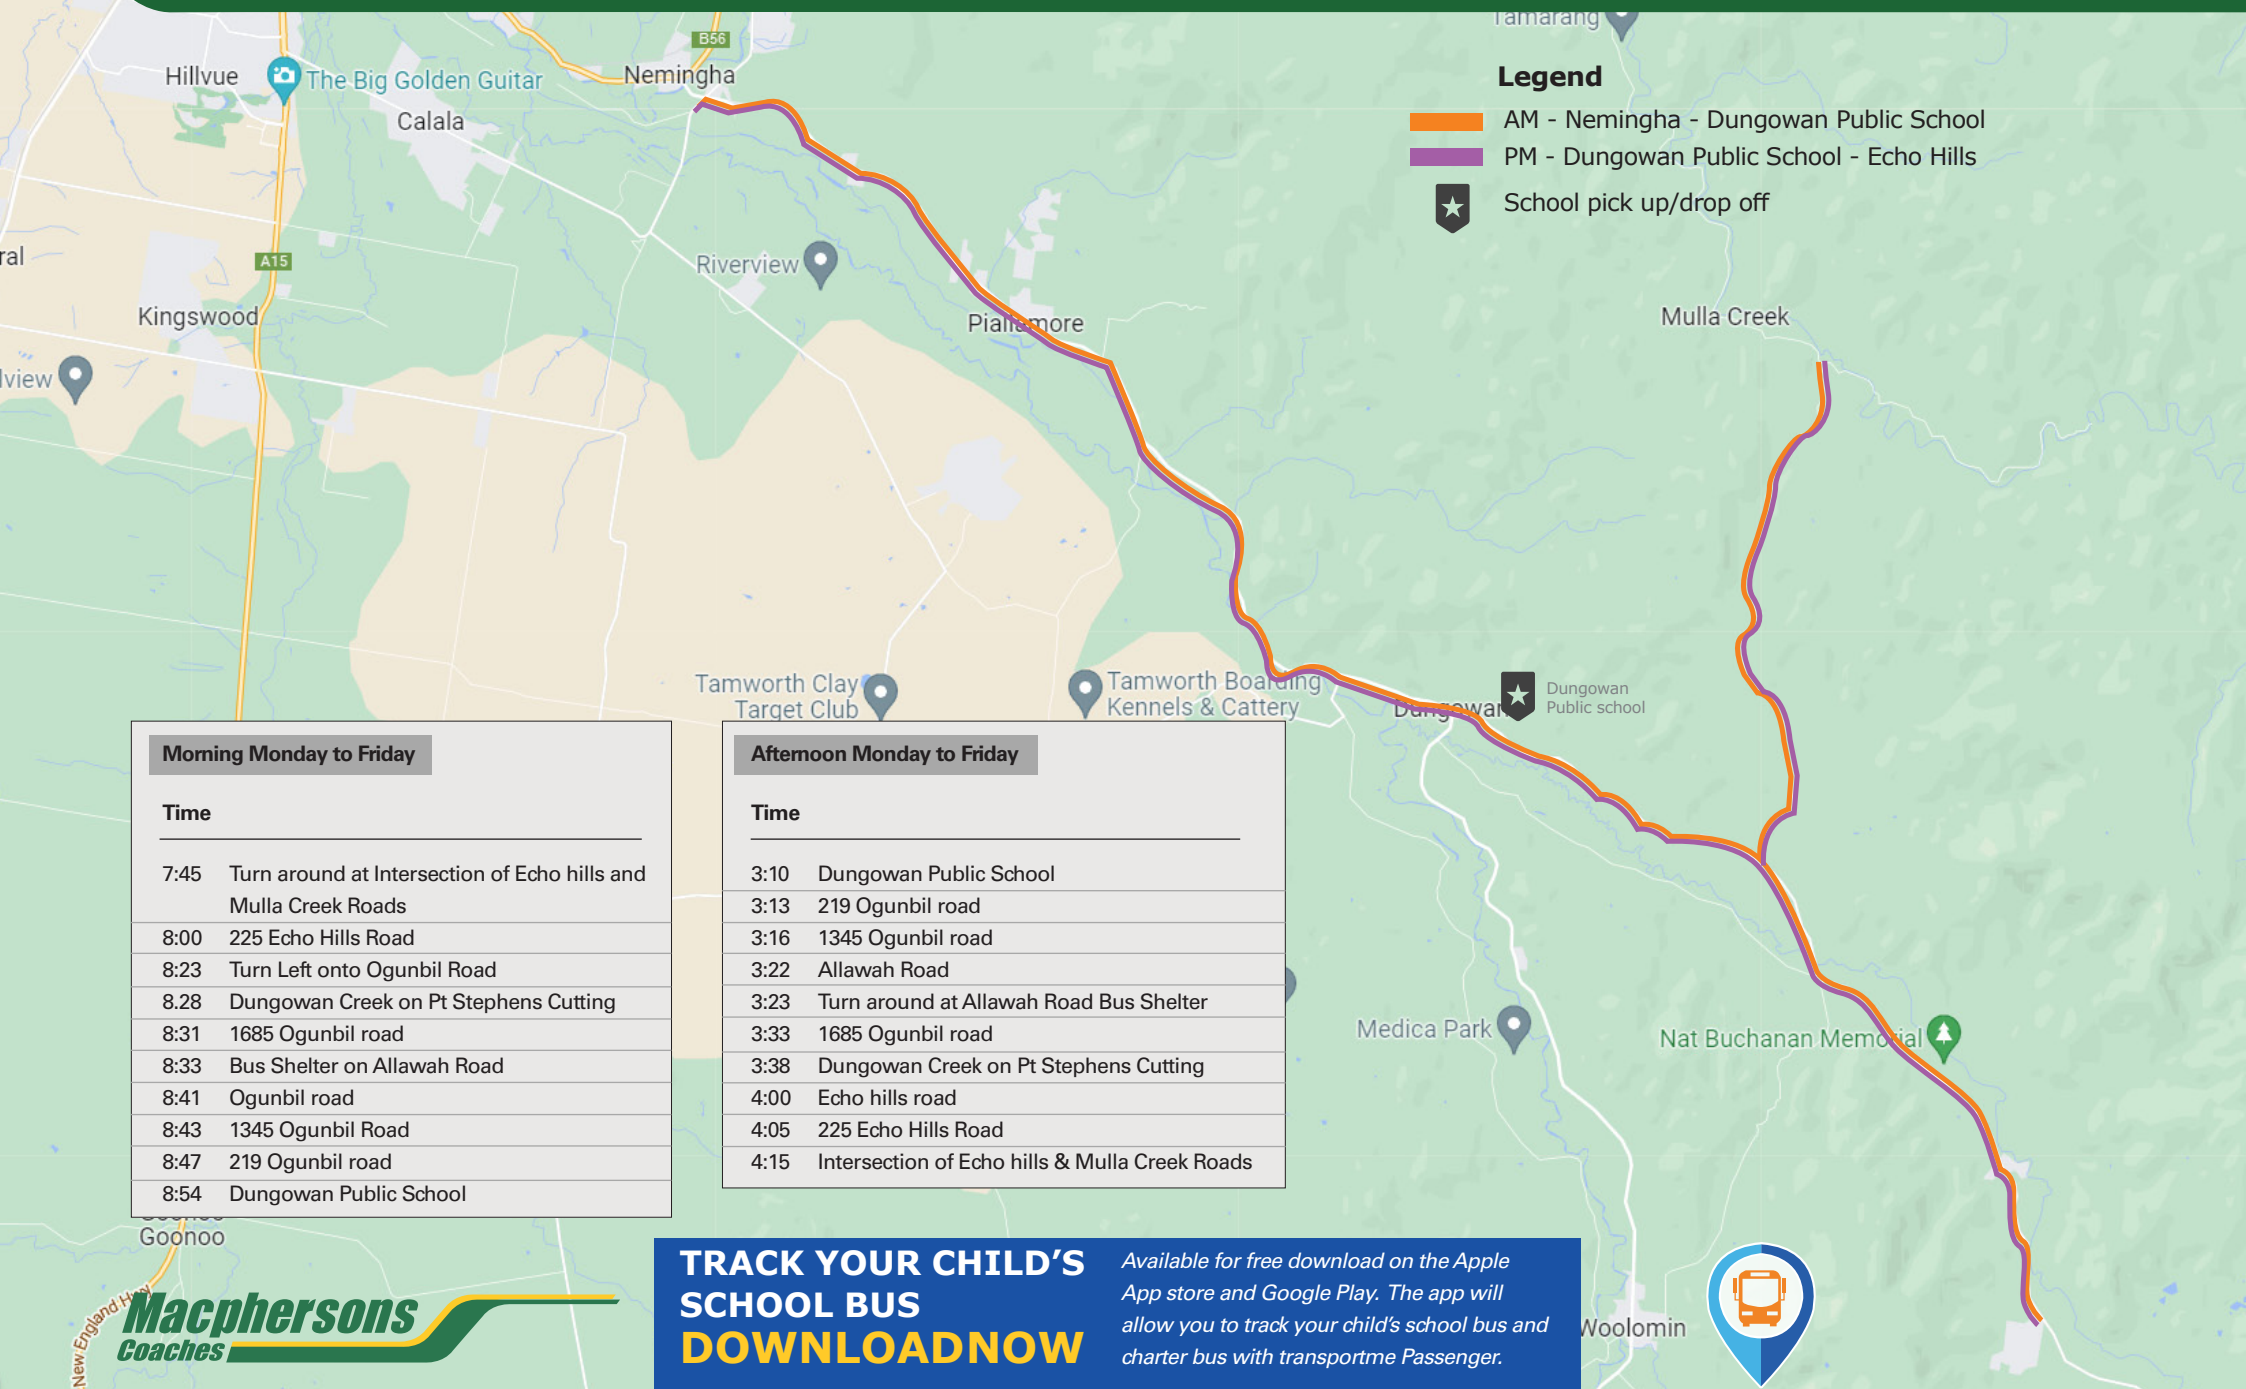 Tamarang
B56
Hillvue
The Big Golden Guitar
Nemingha
Calala
Legend
AM - Nemingha - Dungowan Public School
PM - Dungowan Public School - Echo Hills
School pick up/drop off
ral
A15
Riverview
Kingswood
Piallamore
Mulla Creek
lview
Tamworth Clay
Target Club
Tamworth Boarding
Kennels & Cattery
Dungowan
Dungowan
Public school
Morning Monday to Friday
Time
7:45 Turn around at Intersection of Echo hills and
Mulla Creek Roads
8:00 225 Echo Hills Road
8:23 Turn Left onto Ogunbil Road
8.28 Dungowan Creek on Pt Stephens Cutting
8:31 1685 Ogunbil road
8:33 Bus Shelter on Allawah Road
8:41 Ogunbil road
8:43 1345 Ogunbil Road
8:47 219 Ogunbil road
8:54 Dungowan Public School
Afternoon Monday to Friday
Time
3:10 Dungowan Public School
3:13 219 Ogunbil road
3:16 1345 Ogunbil road
3:22 Allawah Road
3:23 Turn around at Allawah Road Bus Shelter
3:33 1685 Ogunbil road
3:38 Dungowan Creek on Pt Stephens Cutting
4:00 Echo hills road
4:05 225 Echo Hills Road
4:15 Intersection of Echo hills & Mulla Creek Roads
Medica Park
Nat Buchanan Memorial
Goonoo
New England Hwy
Macphersons
Coaches
TRACK YOUR CHILD'S
SCHOOL BUS
DOWNLOADNOW
Available for free download on the Apple
App store and Google Play. The app will
allow you to track your child's school bus and
charter bus with transportme Passenger.
Woolomin